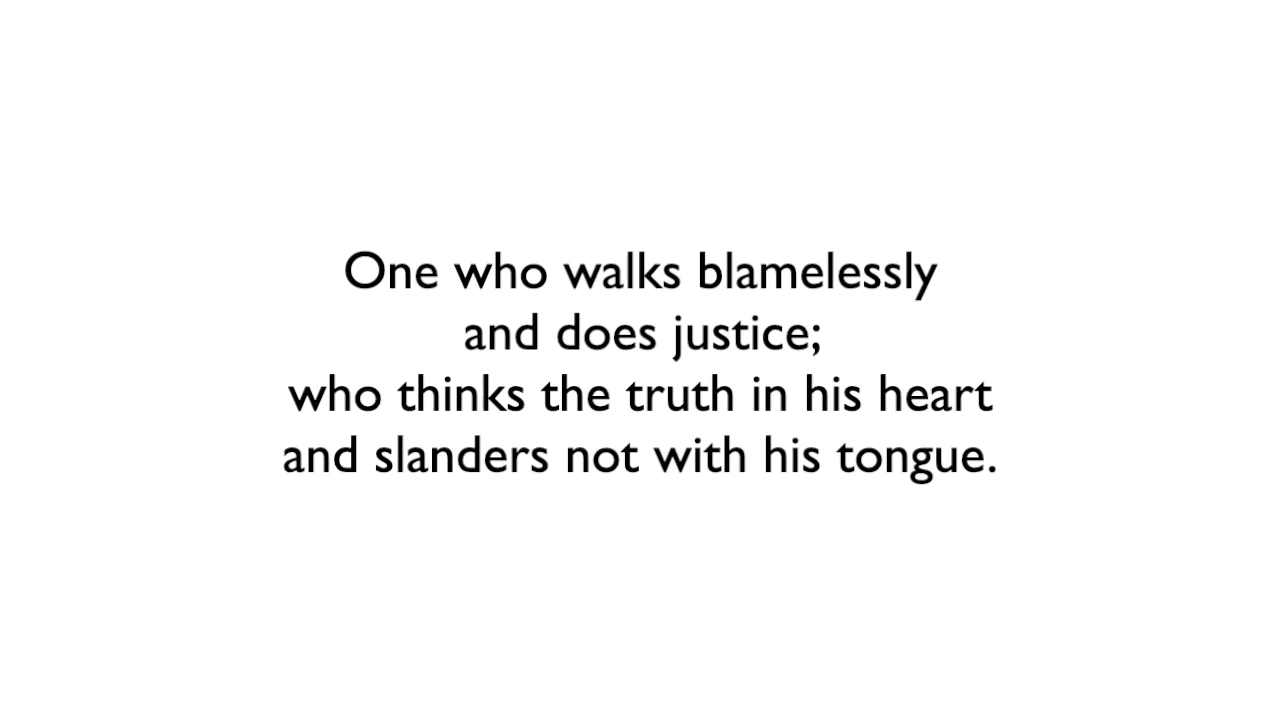 One who walks blamelessly
and does justice;
who thinks the truth in his heart
and slanders not with his tongue.